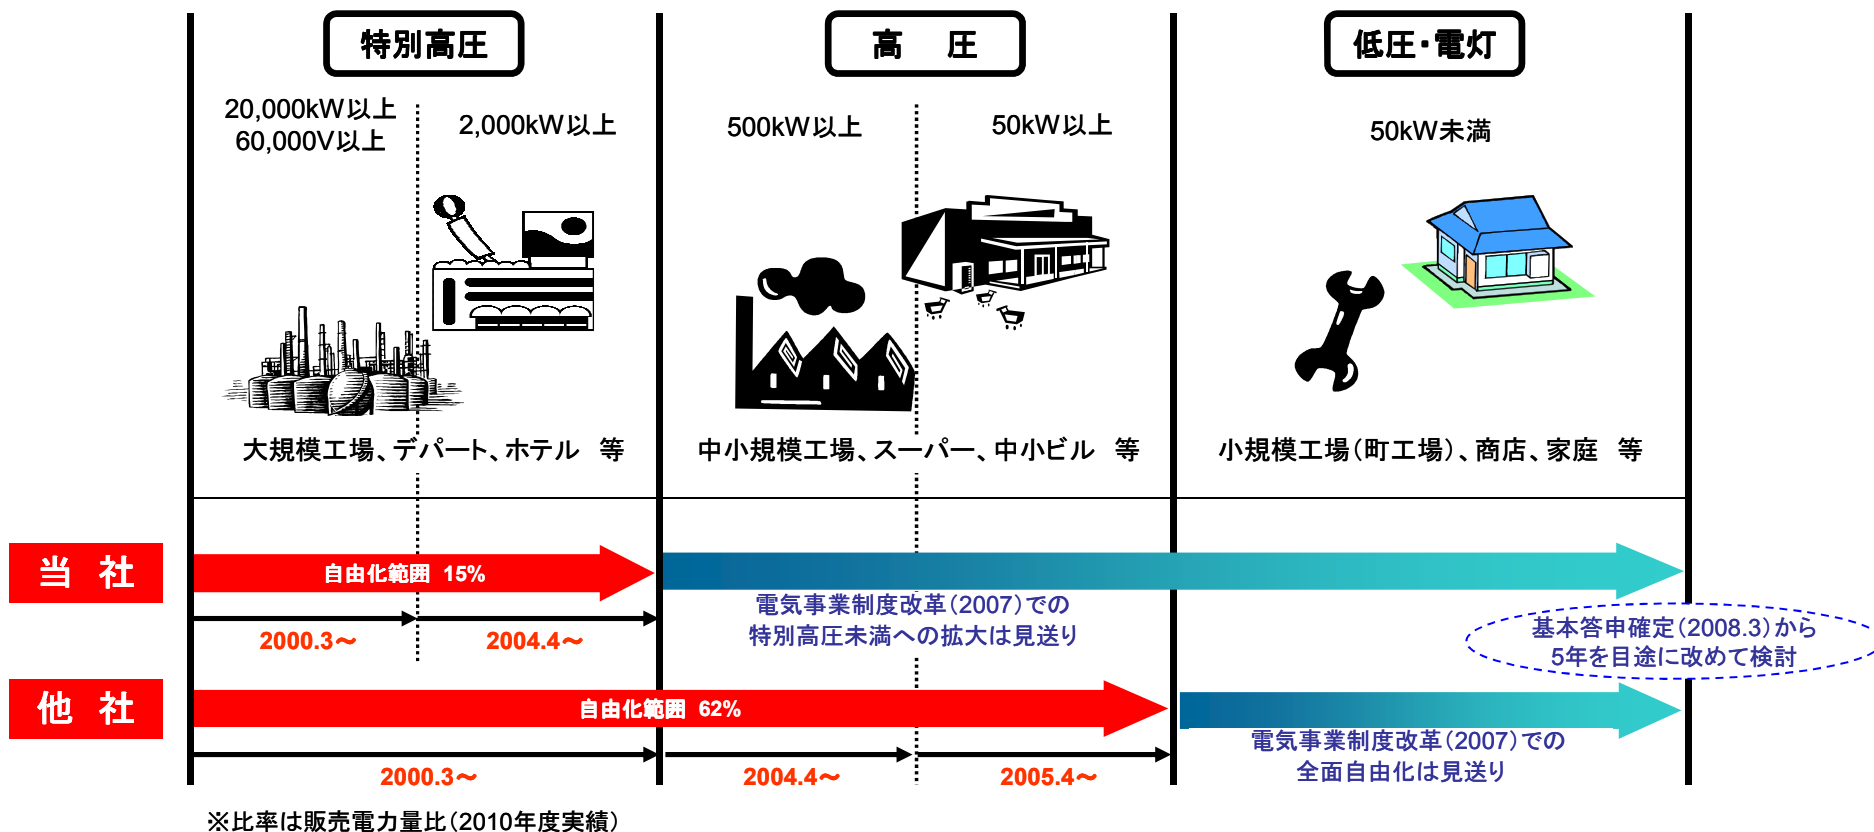 特別高圧
高　圧
低圧・電灯
20,000kW以上
60,000V以上
2,000kW以上
500kW以上
50kW以上
50kW未満
大規模工場、デパート、ホテル　等
中小規模工場、スーパー、中小ビル　等
小規模工場（町工場）、商店、家庭　等
当　社
自由化範囲 15%
2000.3～
2004.4～
電気事業制度改革（2007）での
特別高圧未満への拡大は見送り
基本答申確定（2008.3）から
5年を目途に改めて検討
他　社
自由化範囲 62%
2000.3～
2004.4～
2005.4～
電気事業制度改革（2007）での
全面自由化は見送り
※比率は販売電力量比（2010年度実績）